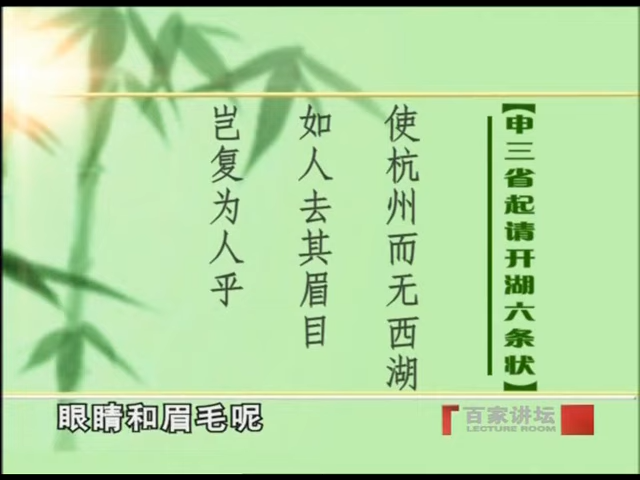 【申三省起请开湖六条状】
使杭州而无西湖
如人去其眉目
岂复为人乎
眼睛和眉毛呢
百家讲坛
LECTURE ROOM